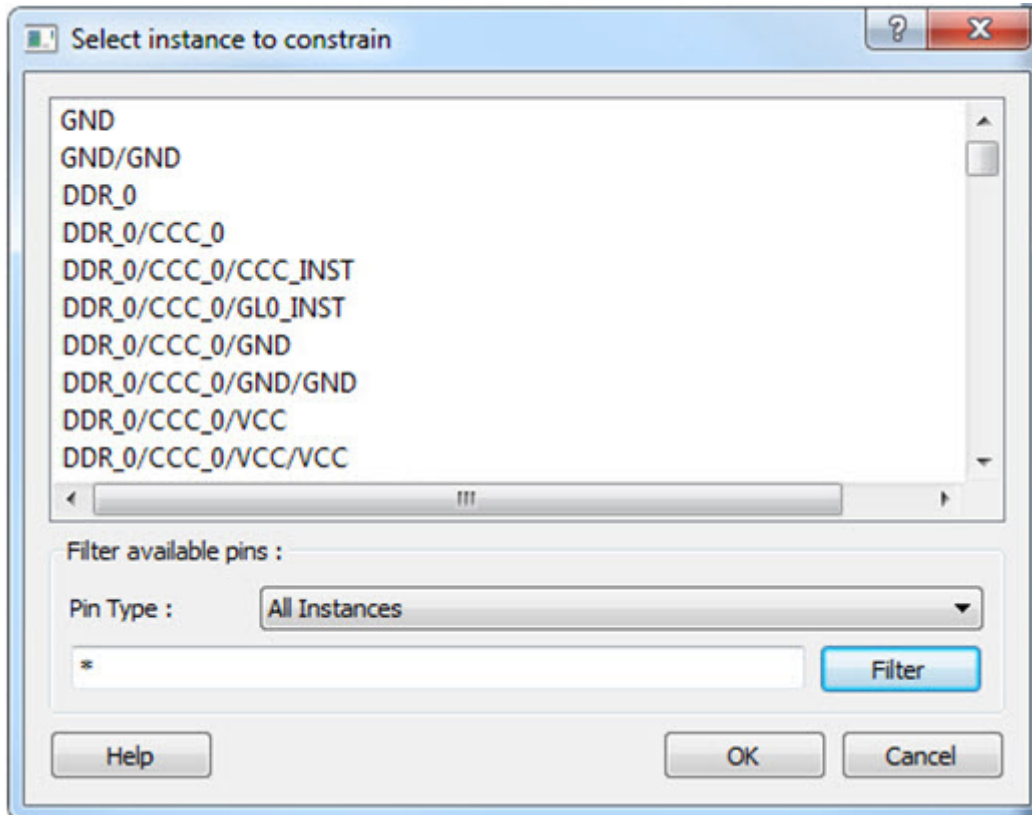 Select instance to constrain
GND
GND/GND
DDR_0
DDR_0/CCC_0
DDR_0/CCC_0/CCC_INST
DDR_0/CCC_0/GL0_INST
DDR_0/CCC_0/GND
DDR_0/CCC_0/GND/GND
DDR_0/CCC_0/VCC
DDR_0/CCC_0/VCC/VCC
Filter available pins :
Pin Type : All Instances
* Filter
Help OK Cancel